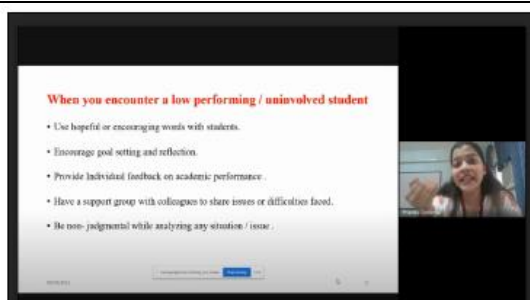 When you encounter a low performing / uninvolved student
• Use hopeful or encouraging words with students.
• Encourage goal setting and reflection.
• Provide Individual feedback on academic performance .
• Have a support group with colleagues to share issues or difficulties faced.
• Be non- judgmental while analyzing any situation / issue .